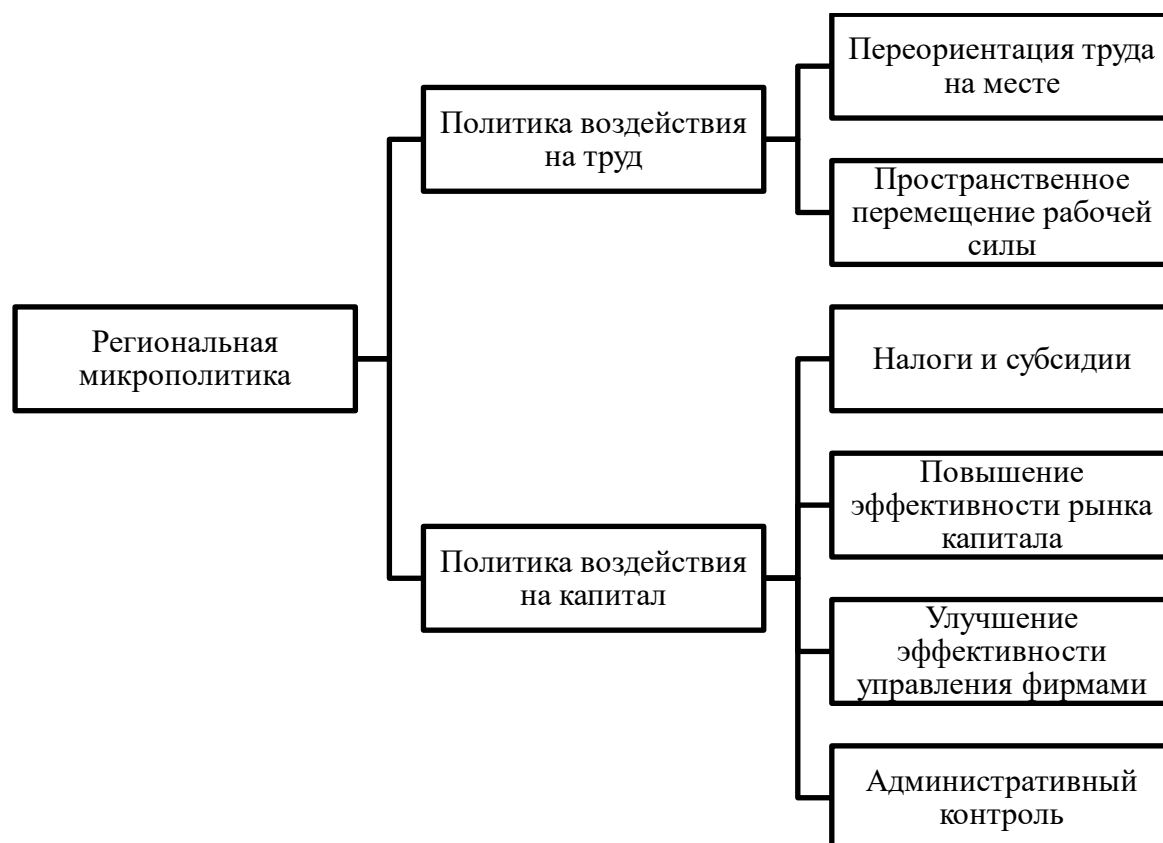 Региональная
микрополитика
Политика воздействия
на труд
Переориентация труда
на месте
Пространственное
перемещение рабочей
силы
Политика воздействия
на капитал
Налоги и субсидии
Повышение
эффективности рынка
капитала
Улучшение
эффективности
управления фирмами
Административный
контроль